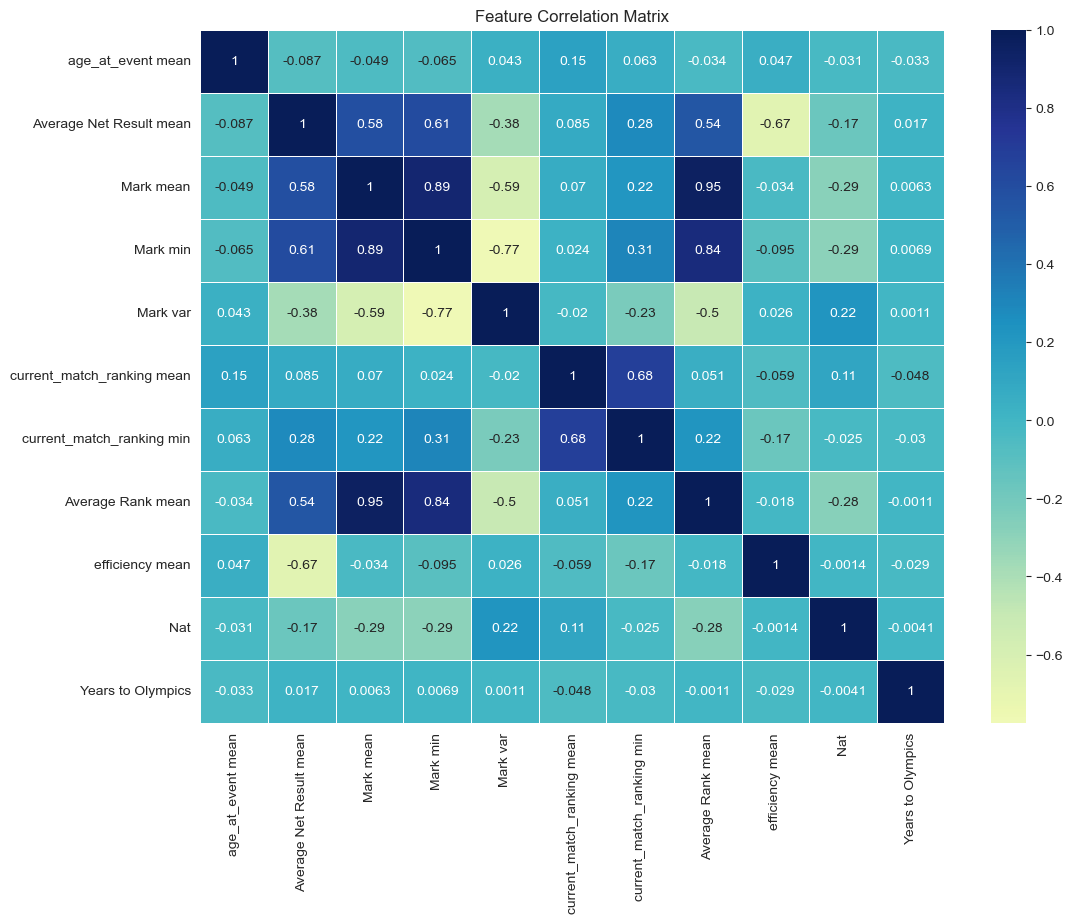 Feature Correlation Matrix
age_at_event mean 1 -0.087 -0.049 -0.065 0.043 0.15 0.063 -0.034 0.047 -0.031 -0.033
Average Net Result mean -0.087 1 0.58 0.61 -0.38 0.085 0.28 0.54 -0.67 -0.17 0.017
Mark mean -0.049 0.58 1 0.89 -0.59 0.07 0.22 0.95 -0.034 -0.29 0.0063
Mark min -0.065 0.61 0.89 1 -0.77 0.024 0.31 0.84 -0.095 -0.29 0.0069
Mark var 0.043 -0.38 -0.59 -0.77 1 -0.02 -0.23 -0.5 0.026 0.22 0.0011
current_match_ranking mean 0.15 0.085 0.07 0.024 -0.02 1 0.68 0.051 -0.059 0.11 -0.048
current_match_ranking min 0.063 0.28 0.22 0.31 -0.23 0.68 1 0.22 -0.17 -0.025 -0.03
Average Rank mean -0.034 0.54 0.95 0.84 -0.5 0.051 0.22 1 -0.018 -0.28 -0.0011
efficiency mean 0.047 -0.67 -0.034 -0.095 0.026 -0.059 -0.17 -0.018 1 -0.0014 -0.029
Nat -0.031 -0.17 -0.29 -0.29 0.22 0.11 -0.025 -0.28 -0.0014 1 -0.0041
Years to Olympics -0.033 0.017 0.0063 0.0069 0.0011 -0.048 -0.03 -0.0011 -0.029 -0.0041 1
age_at_event mean
Average Net Result mean
Mark mean
Mark min
Mark var
current_match_ranking mean
current_match_ranking min
Average Rank mean
efficiency mean
Nat
Years to Olympics
1.0
0.8
0.6
0.4
0.2
0.0
−0.2
−0.4
−0.6